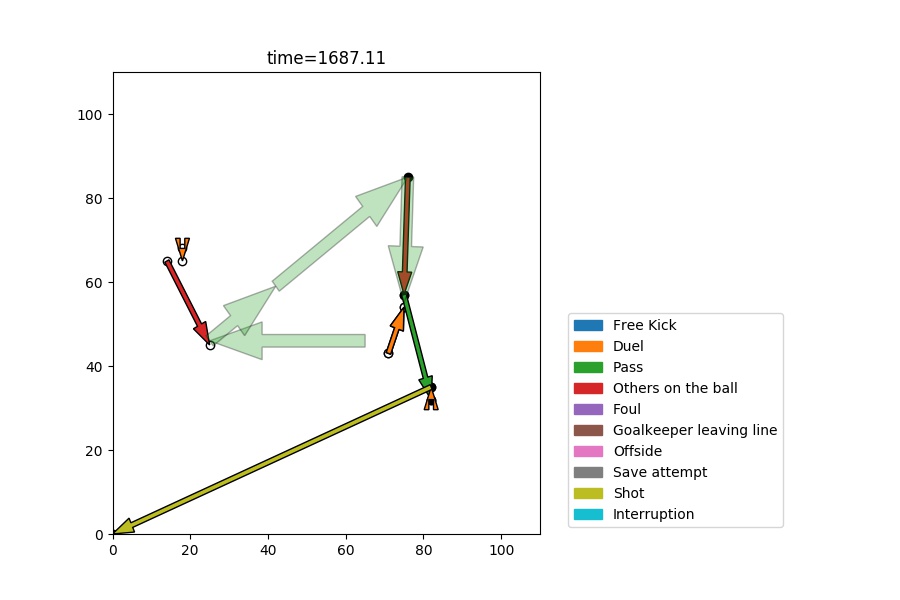 time=1687.11
100
80
60
40
20
0
0 20 40 60 80 100
Free Kick
Duel
Pass
Others on the ball
Foul
Goalkeeper leaving line
Offside
Save attempt
Shot
Interruption